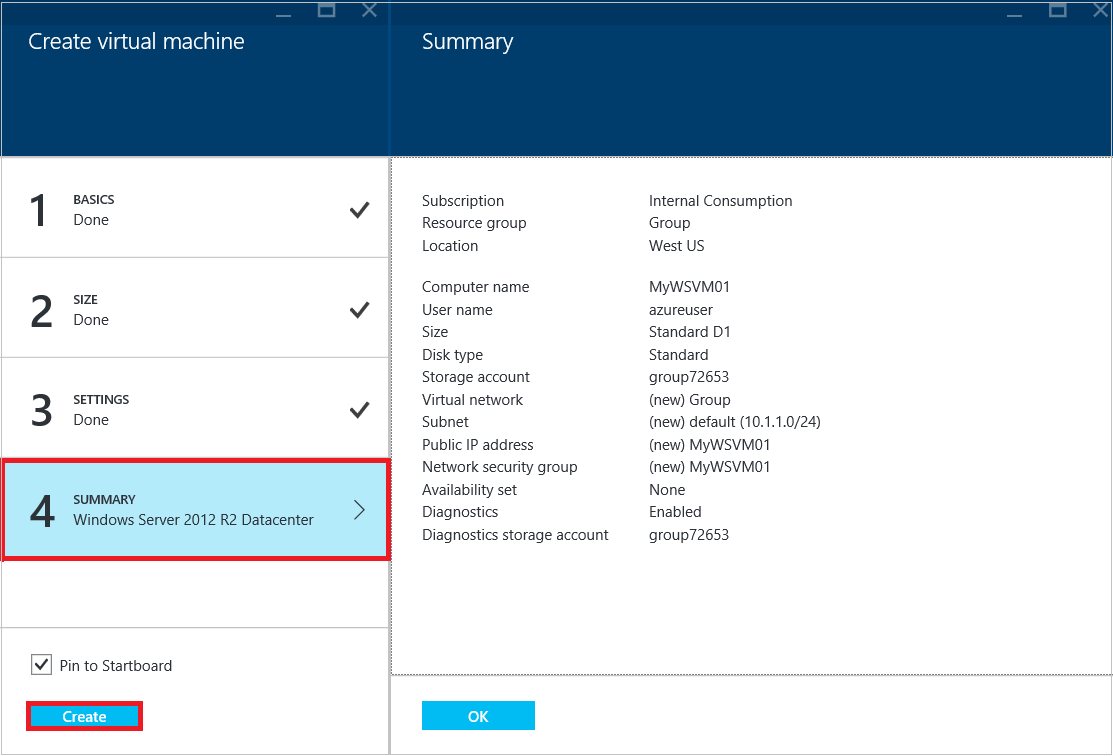 Create virtual machine
1
BASICS
Done
2
SIZE
Done
3
SETTINGS
Done
4
SUMMARY
Windows Server 2012 R2 Datacenter
Pin to Startboard
Create
Summary
Subscription Internal Consumption
Resource group Group
Location West US
Computer name MyWSVM01
User name azureuser
Size Standard D1
Disk type Standard
Storage account group72653
Virtual network (new) Group
Subnet (new) default (10.1.1.0/24)
Public IP address (new) MyWSVM01
Network security group (new) MyWSVM01
Availability set None
Diagnostics Enabled
Diagnostics storage account group72653
OK